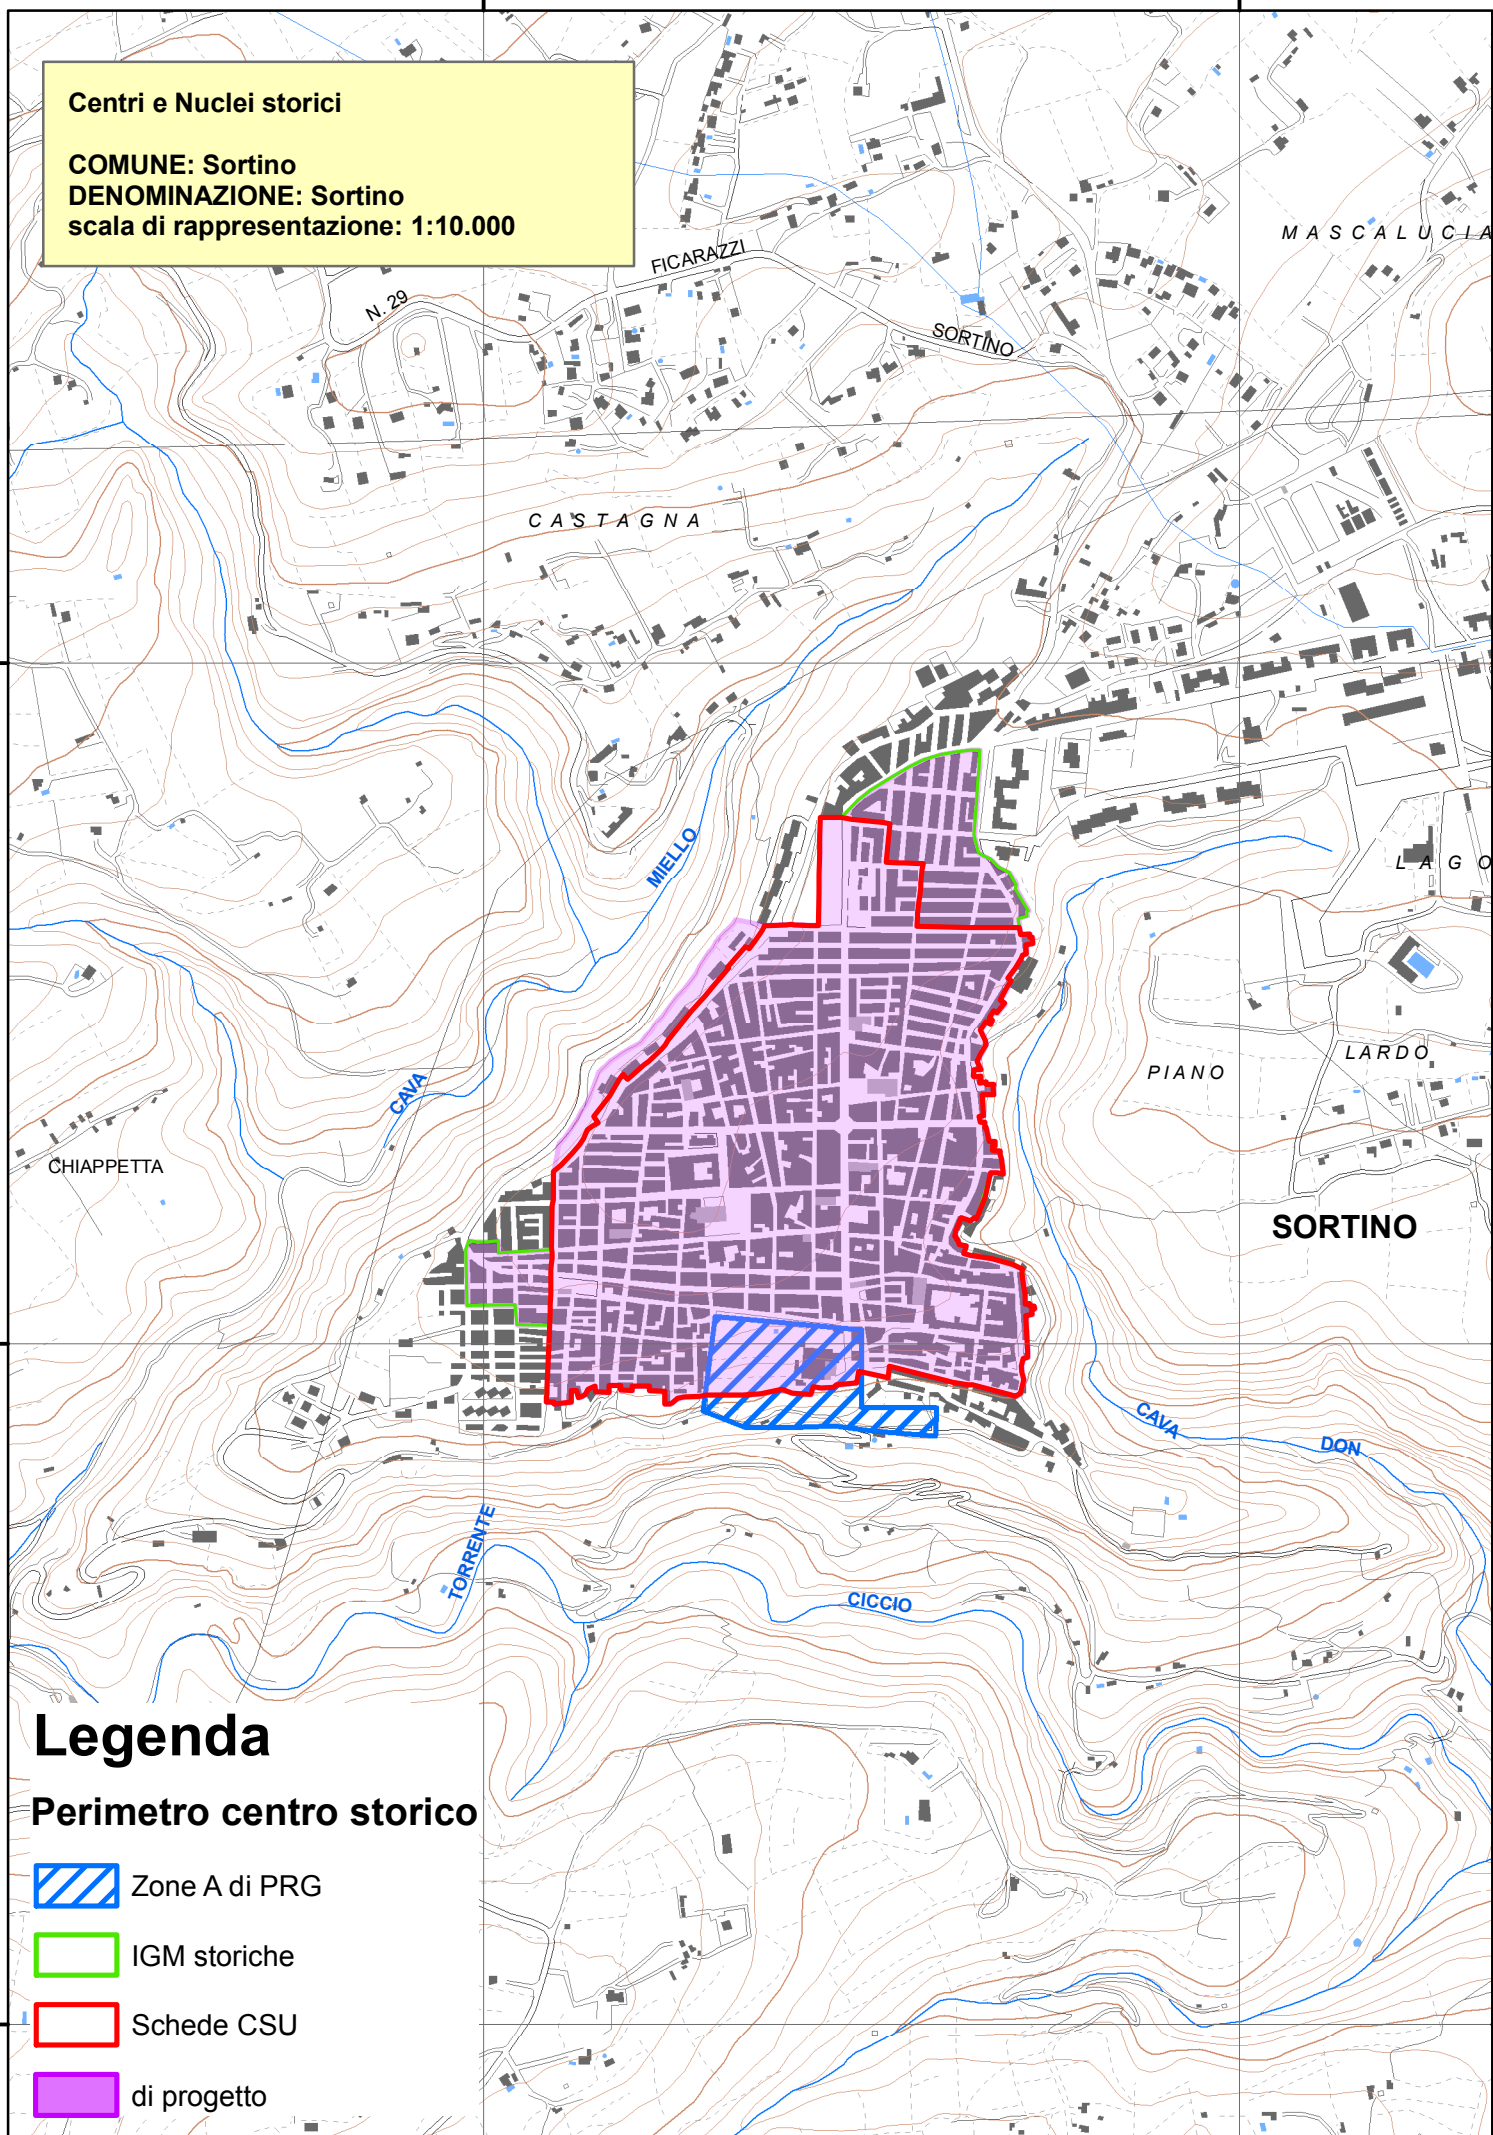 Centri e Nuclei storici
COMUNE: Sortino
DENOMINAZIONE: Sortino
scala di rappresentazione: 1:10.000
MASCALUCIA
FICARAZZI
N. 29
SORTINO
CASTAGNA
MIELLO
LAGO
CAVA
PIANO
LARDO
CHIAPPETTA
SORTINO
CAVA
DON
TORRENTE
CICCIO
Legenda
Perimetro centro storico
Zone A di PRG
IGM storiche
Schede CSU
di progetto